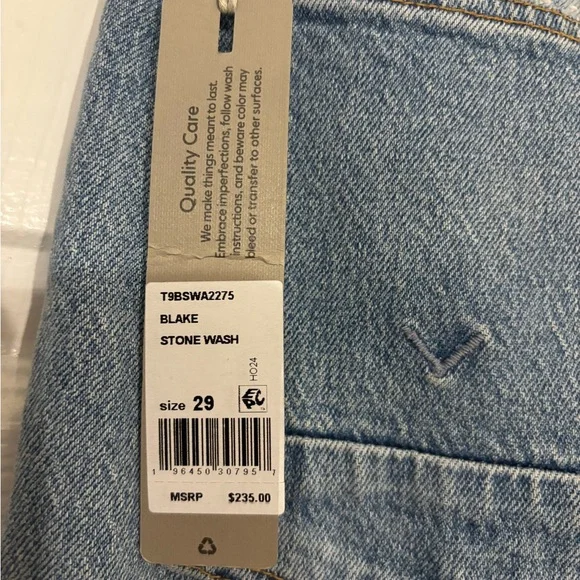 Quality Care
We make things meant to last.
Embrace imperfections, follow wash
instructions, and beware color may
bleed or transfer to other surfaces.
T9BSWA2275
BLAKE
STONE WASH
HO24
size 29
EPC
1 96450 30795 7
MSRP $235.00